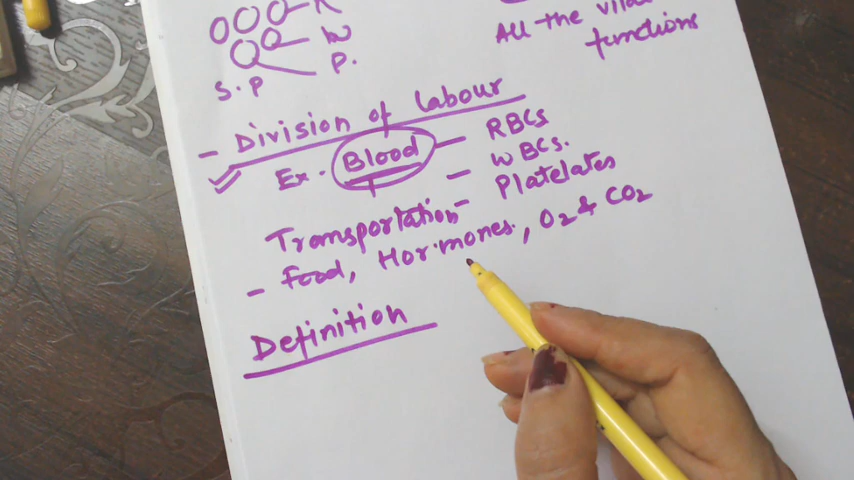 R
W
P.
S.P
All the vital
functions
- Division of labour
Ex. Blood - RBCs
- WBCs.
- Platelates
Transportation
- Food, Hormones, O2 & CO2
Definition